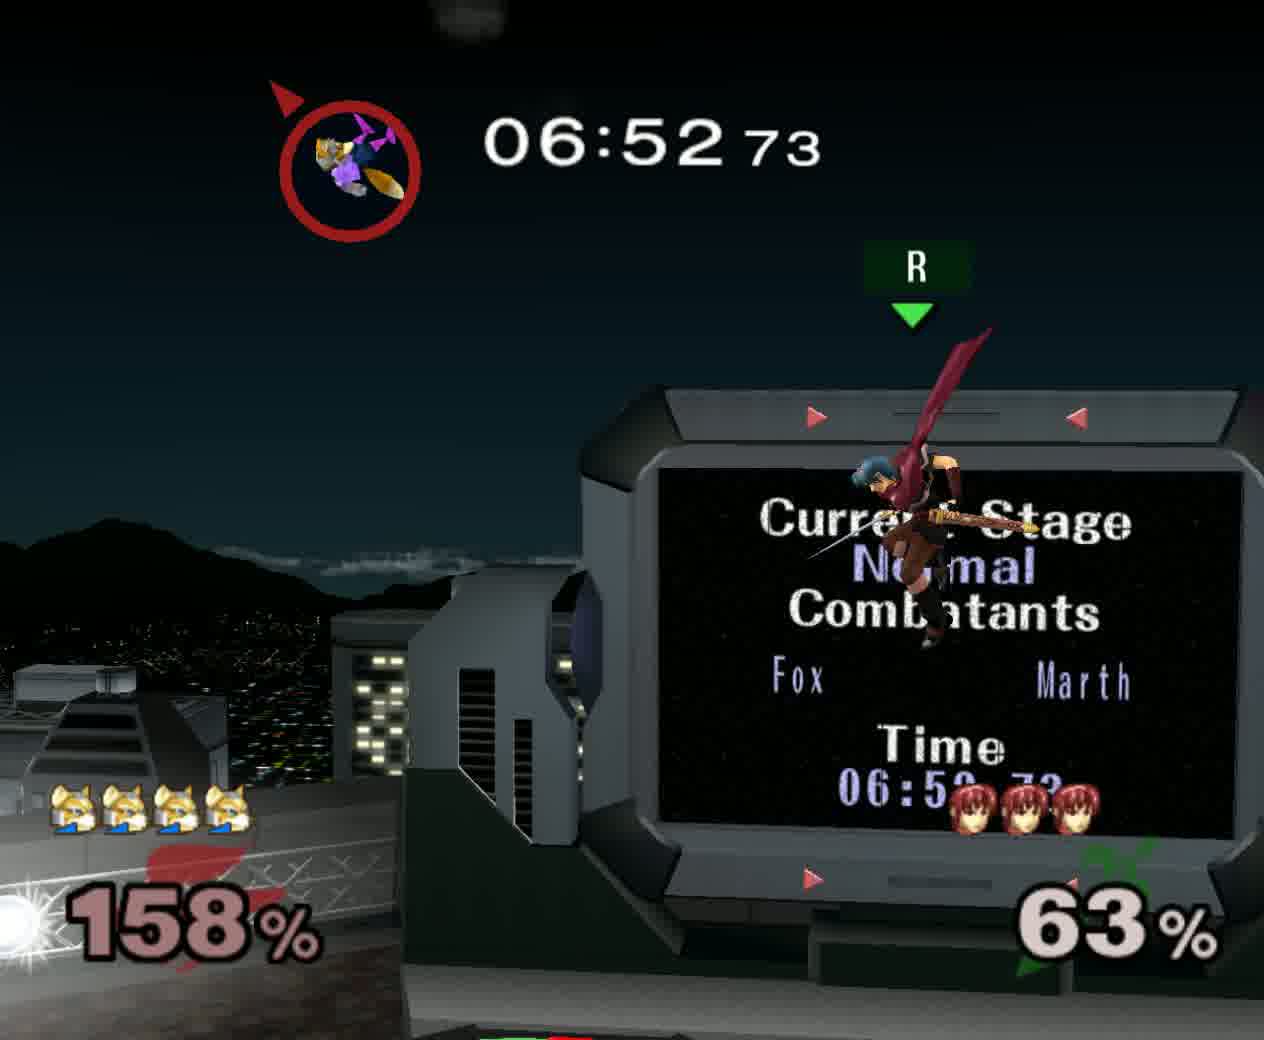 06:52 73
R
Current Stage
Normal
Combatants
Fox Marth
Time
158%
63%